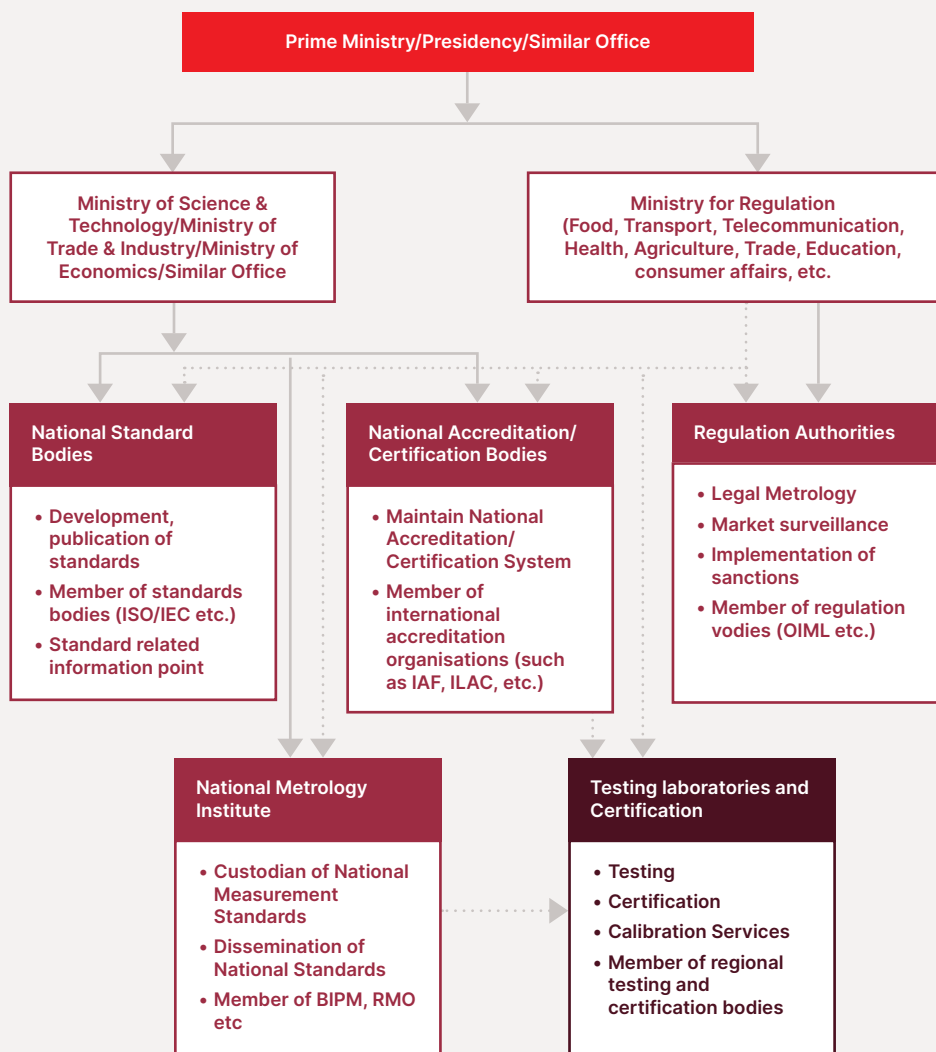 Prime Ministry/Presidency/Similar Office
Ministry of Science &
Technology/Ministry of
Trade & Industry/Ministry of
Economics/Similar Office
Ministry for Regulation
(Food, Transport, Telecommunication,
Health, Agriculture, Trade, Education,
consumer affairs, etc.
National Standard
Bodies
• Development,
publication of
standards
• Member of standards
bodies (ISO/IEC etc.)
• Standard related
information point
National Accreditation/
Certification Bodies
• Maintain National
Accreditation/
Certification System
• Member of
international
accreditation
organisations (such
as IAF, ILAC, etc.)
Regulation Authorities
• Legal Metrology
• Market surveillance
• Implementation of
sanctions
• Member of regulation
vodies (OIML etc.)
National Metrology
Institute
• Custodian of National
Measurement
Standards
• Dissemination of
National Standards
• Member of BIPM, RMO
etc
Testing laboratories and
Certification
• Testing
• Certification
• Calibration Services
• Member of regional
testing and
certification bodies